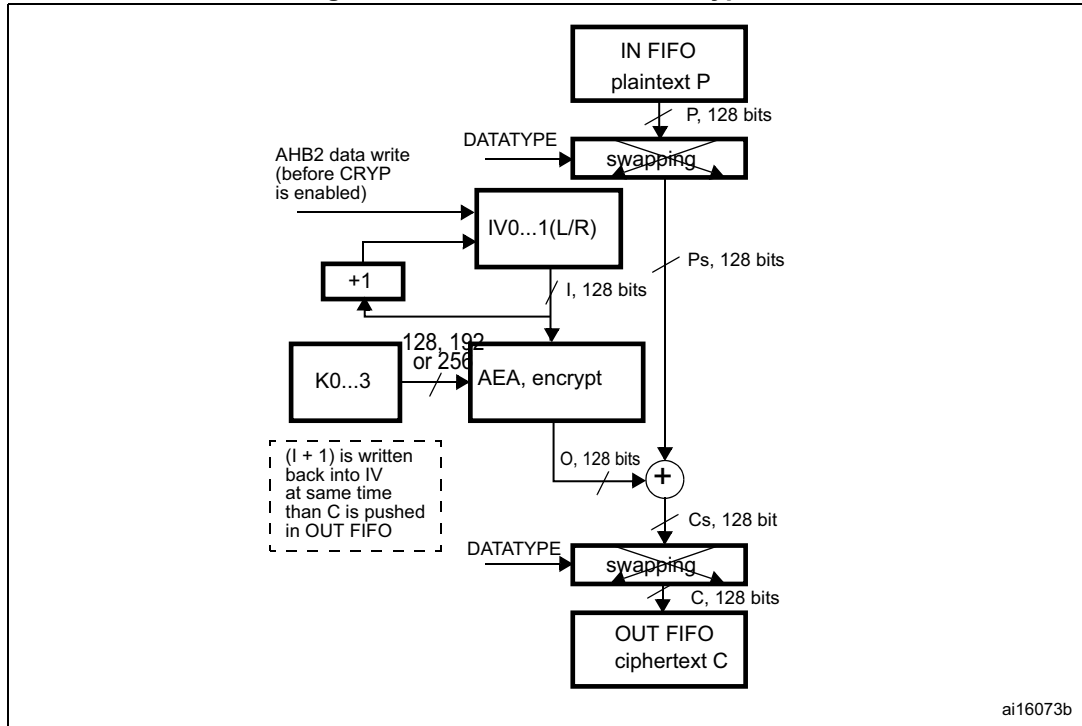 IN FIFO
plaintext P
P, 128 bits
DATATYPE
swapping
AHB2 data write
(before CRYP
is enabled)
IV0...1(L/R)
Ps, 128 bits
+1
I, 128 bits
128, 192
or 256
K0...3
AEA, encrypt
(I + 1) is written
back into IV
at same time
than C is pushed
in OUT FIFO
O, 128 bits
+
Cs, 128 bit
DATATYPE
swapping
C, 128 bits
OUT FIFO
ciphertext C
ai16073b